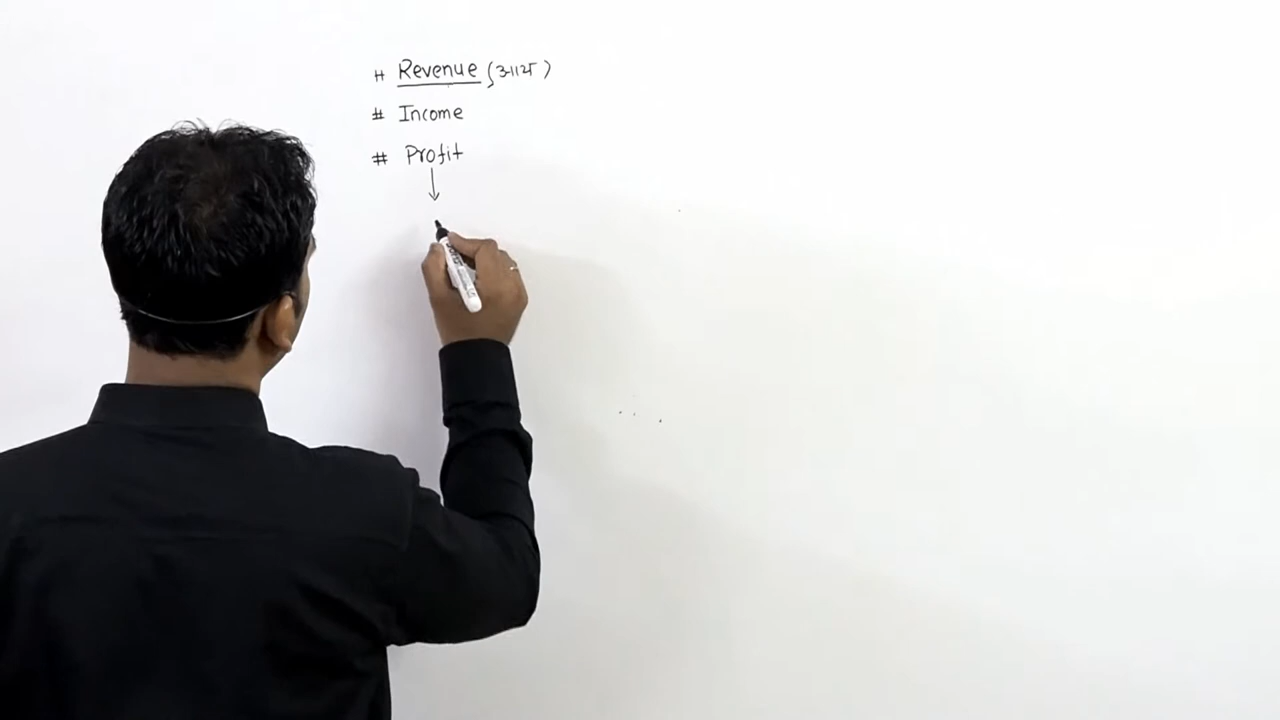 # Revenue (आय)
# Income
# Profit